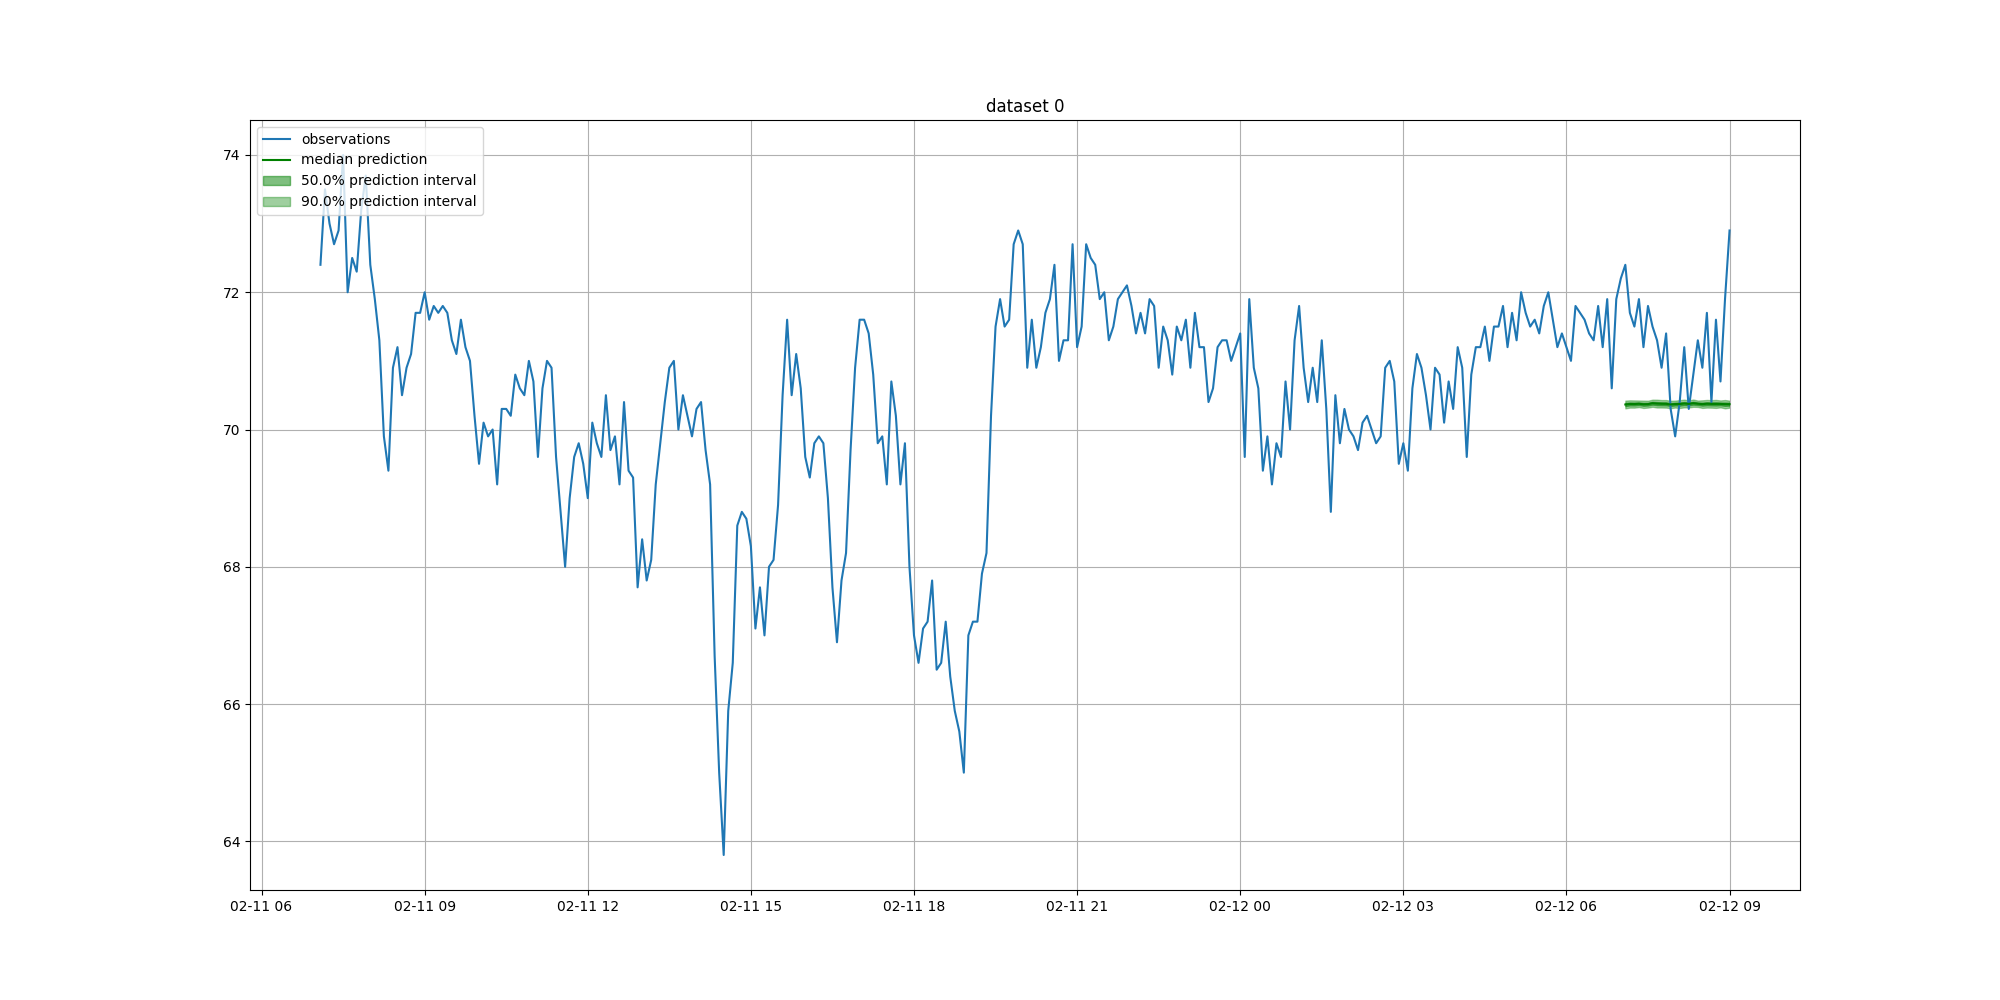 dataset 0
observations
median prediction
50.0% prediction interval
90.0% prediction interval
74
72
70
68
66
64
02-11 06 02-11 09 02-11 12 02-11 15 02-11 18 02-11 21 02-12 00 02-12 03 02-12 06 02-12 09